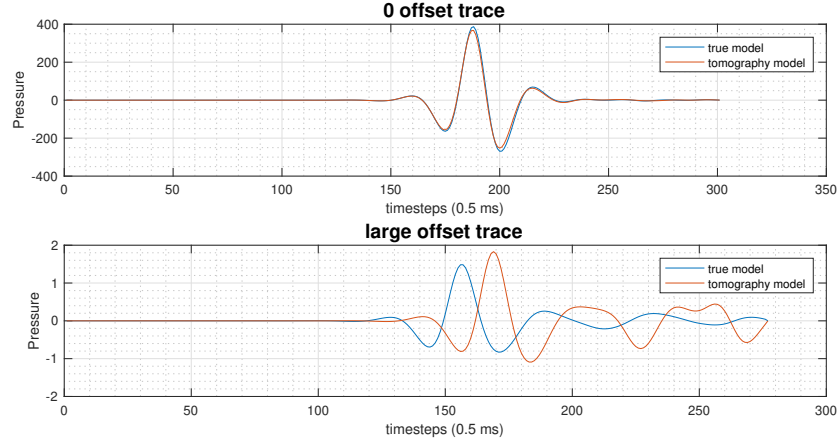 0 offset trace
400
200
0
-200
-400
Pressure
true model
tomography model
0 50 100 150 200 250 300 350
timesteps (0.5 ms)
large offset trace
2
1
0
-1
-2
Pressure
true model
tomography model
0 50 100 150 200 250 300
timesteps (0.5 ms)